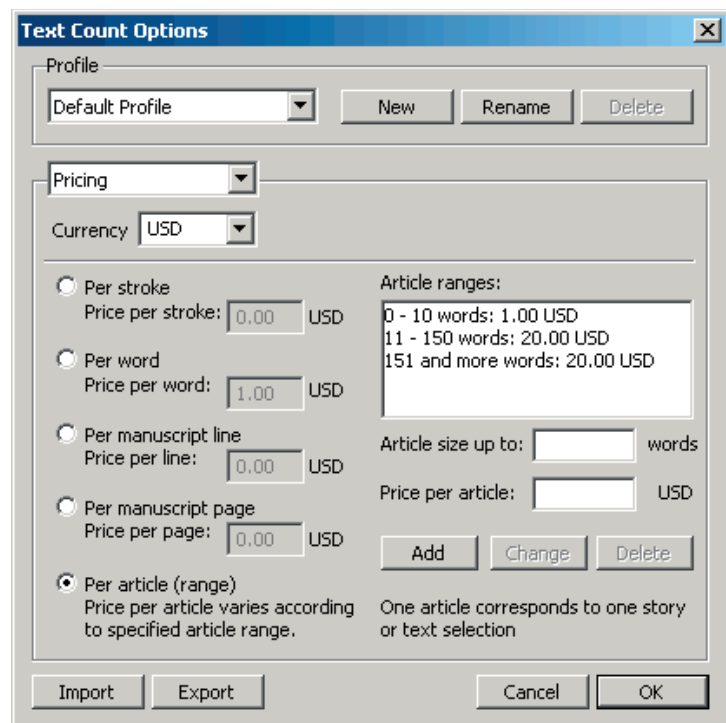 Text Count Options
Profile
Default Profile
New
Rename
Delete
Pricing
Currency
USD
Per stroke
Price per stroke:
0.00
USD
Per word
Price per word:
1.00
USD
Per manuscript line
Price per line:
0.00
USD
Per manuscript page
Price per page:
0.00
USD
Per article (range)
Price per article varies according
to specified article range.
Article ranges:
0 - 10 words: 1.00 USD
11 - 150 words: 20.00 USD
151 and more words: 20.00 USD
Article size up to:
words
Price per article:
USD
Add
Change
Delete
One article corresponds to one story
or text selection
Import
Export
Cancel
OK